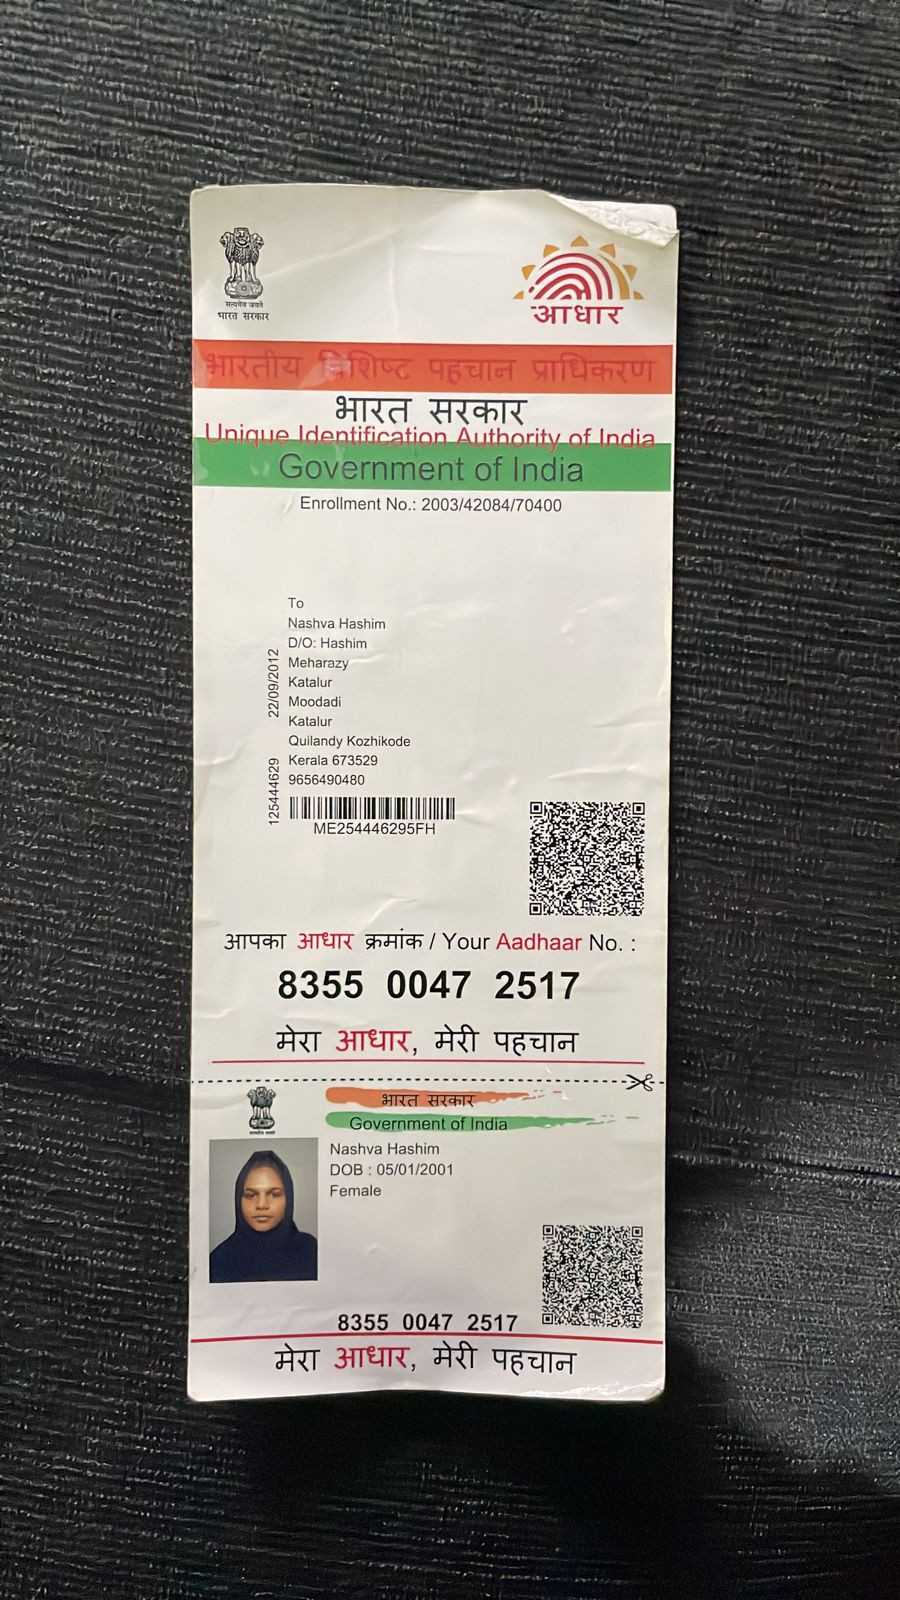 सत्यमेव जयते
भारत सरकार
आधार
भारतीय विशिष्ट पहचान प्राधिकरण
भारत सरकार
Unique Identification Authority of India
Government of India
Enrollment No.: 2003/42084/70400
To
Nashva Hashim
D/O: Hashim
Meharazy
Katalur
Moodadi
Katalur
Quilandy Kozhikode
Kerala 673529
9656490480
22/09/2012
125444629
ME254446295FH
आपका आधार क्रमांक / Your Aadhaar No. :
8355 0047 2517
मेरा आधार, मेरी पहचान
भारत सरकार
Government of India
Nashva Hashim
DOB : 05/01/2001
Female
8355 0047 2517
मेरा आधार, मेरी पहचान